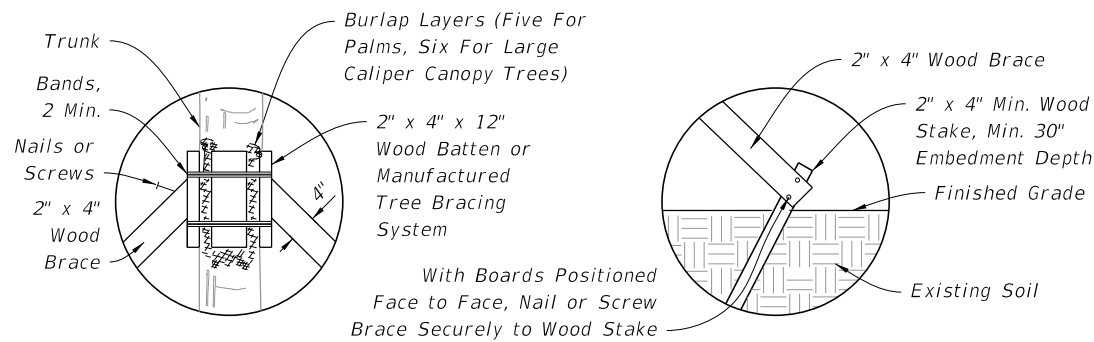 Trunk
Bands,
2 Min.
Nails or
Screws
2" x 4"
Wood
Brace
Burlap Layers (Five For
Palms, Six For Large
Caliper Canopy Trees)
2" x 4" x 12"
Wood Batten or
Manufactured
Tree Bracing
System
4"
With Boards Positioned
Face to Face, Nail or Screw
Brace Securely to Wood Stake
2" x 4" Wood Brace
2" x 4" Min. Wood
Stake, Min. 30"
Embedment Depth
Finished Grade
Existing Soil